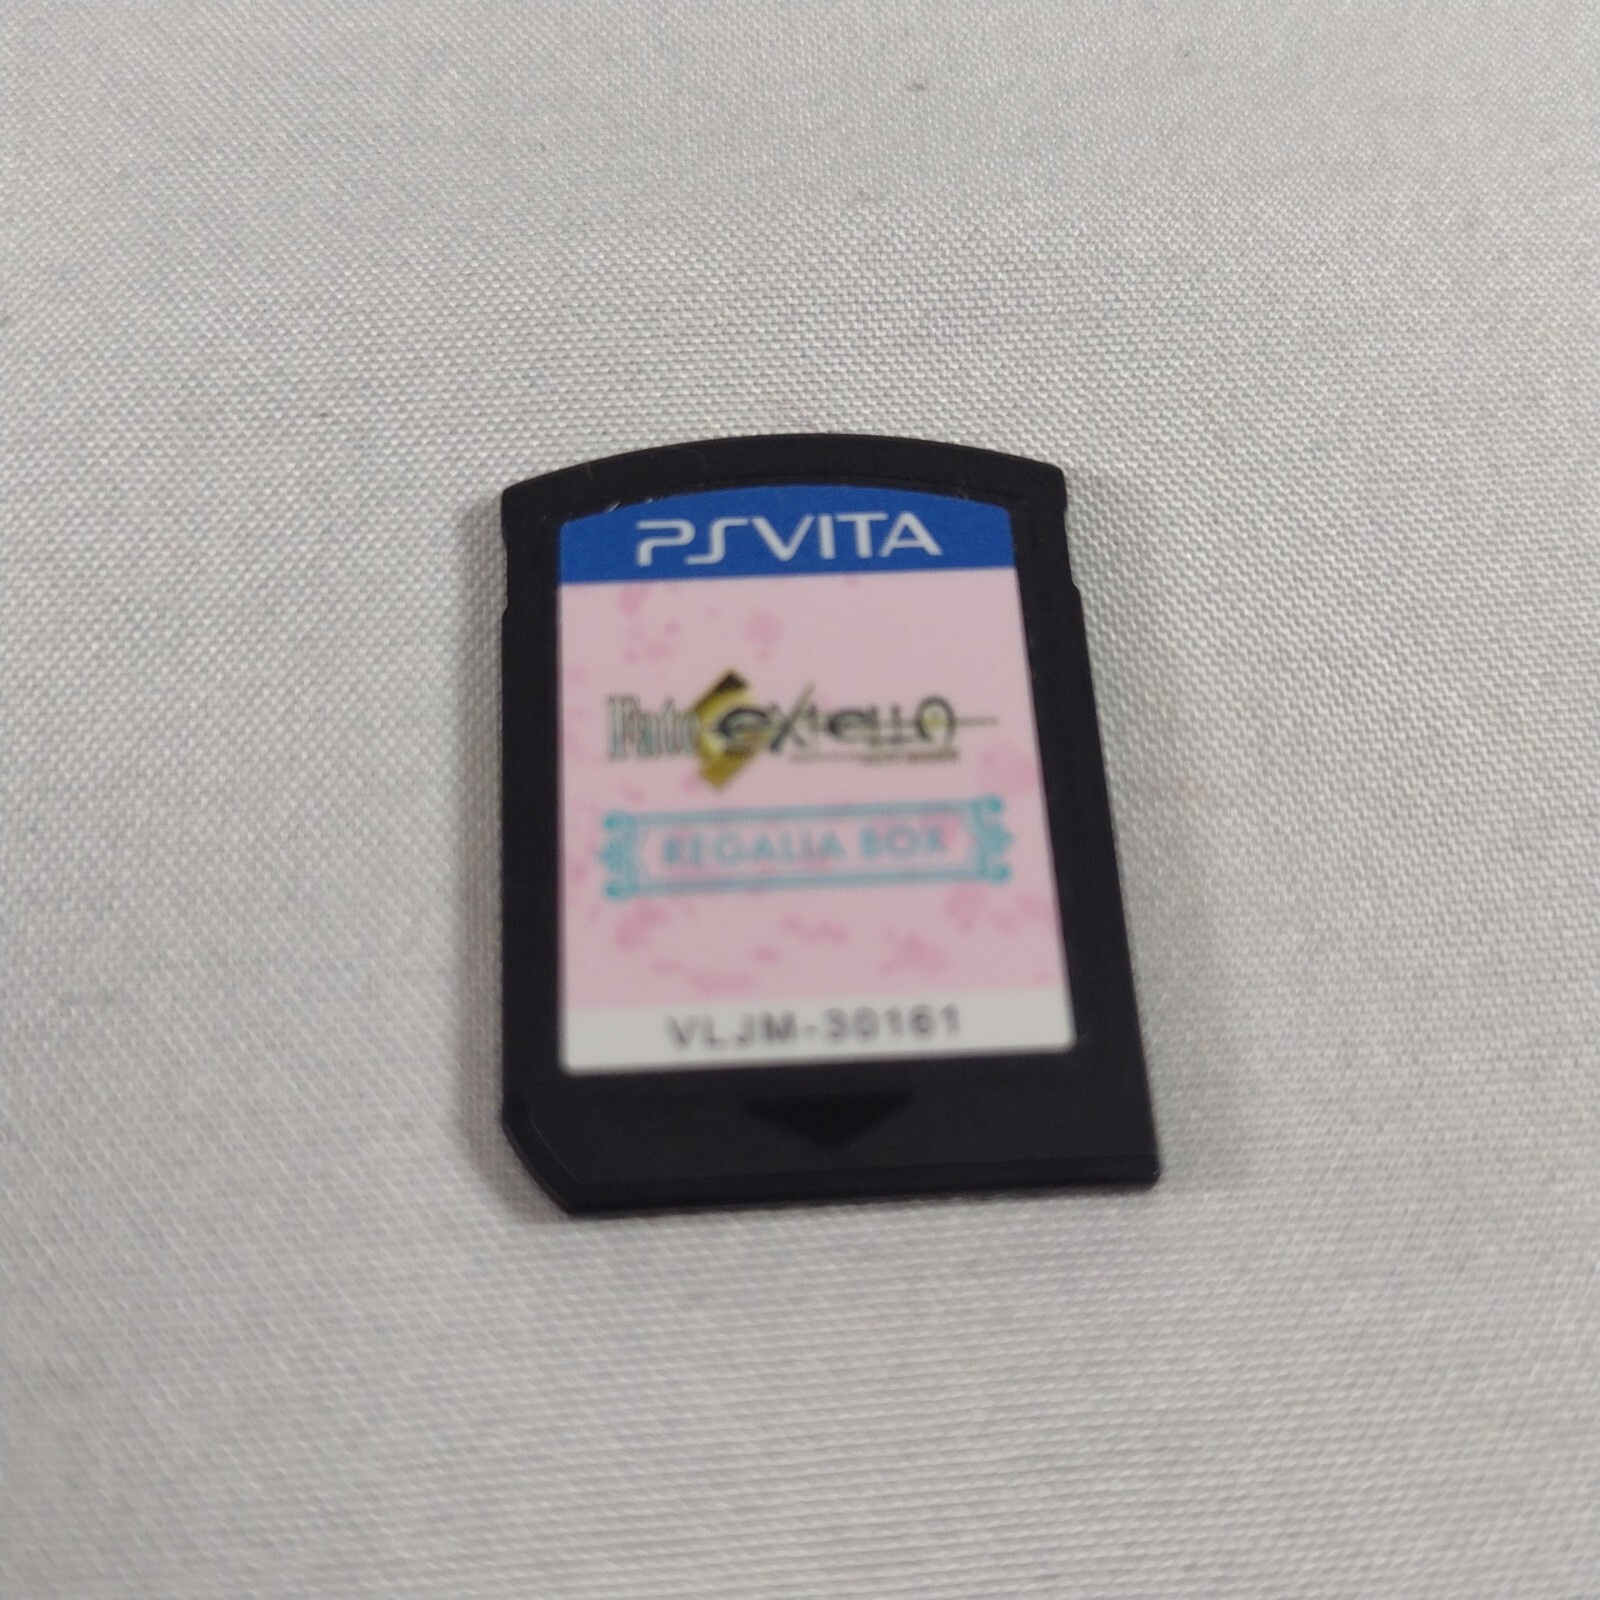 PSVITA
Fate/EXTELLA
REGALIA BOX
VLJM-30161